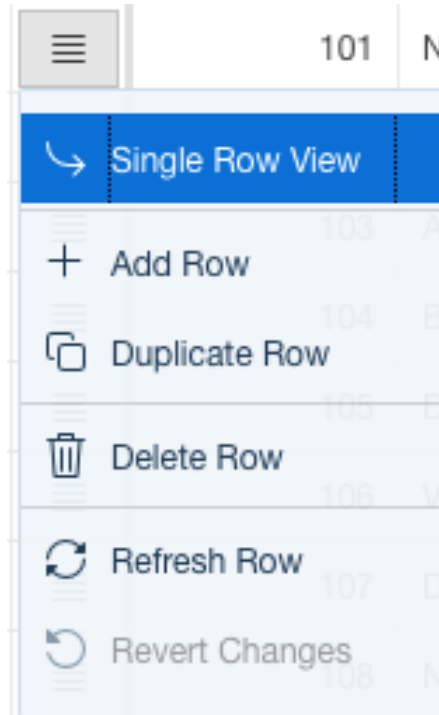 101 N
Single Row View
103 A
Add Row
104
Duplicate Row
105
Delete Row
106 V
Refresh Row
107 D
Revert Changes
108 N